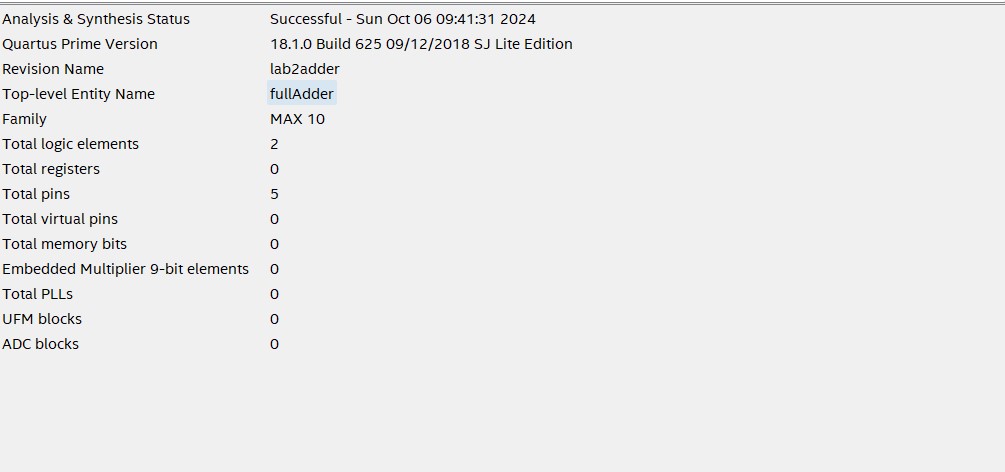 Analysis & Synthesis Status Successful - Sun Oct 06 09:41:31 2024
Quartus Prime Version 18.1.0 Build 625 09/12/2018 SJ Lite Edition
Revision Name lab2adder
Top-level Entity Name fullAdder
Family MAX 10
Total logic elements 2
Total registers 0
Total pins 5
Total virtual pins 0
Total memory bits 0
Embedded Multiplier 9-bit elements 0
Total PLLs 0
UFM blocks 0
ADC blocks 0